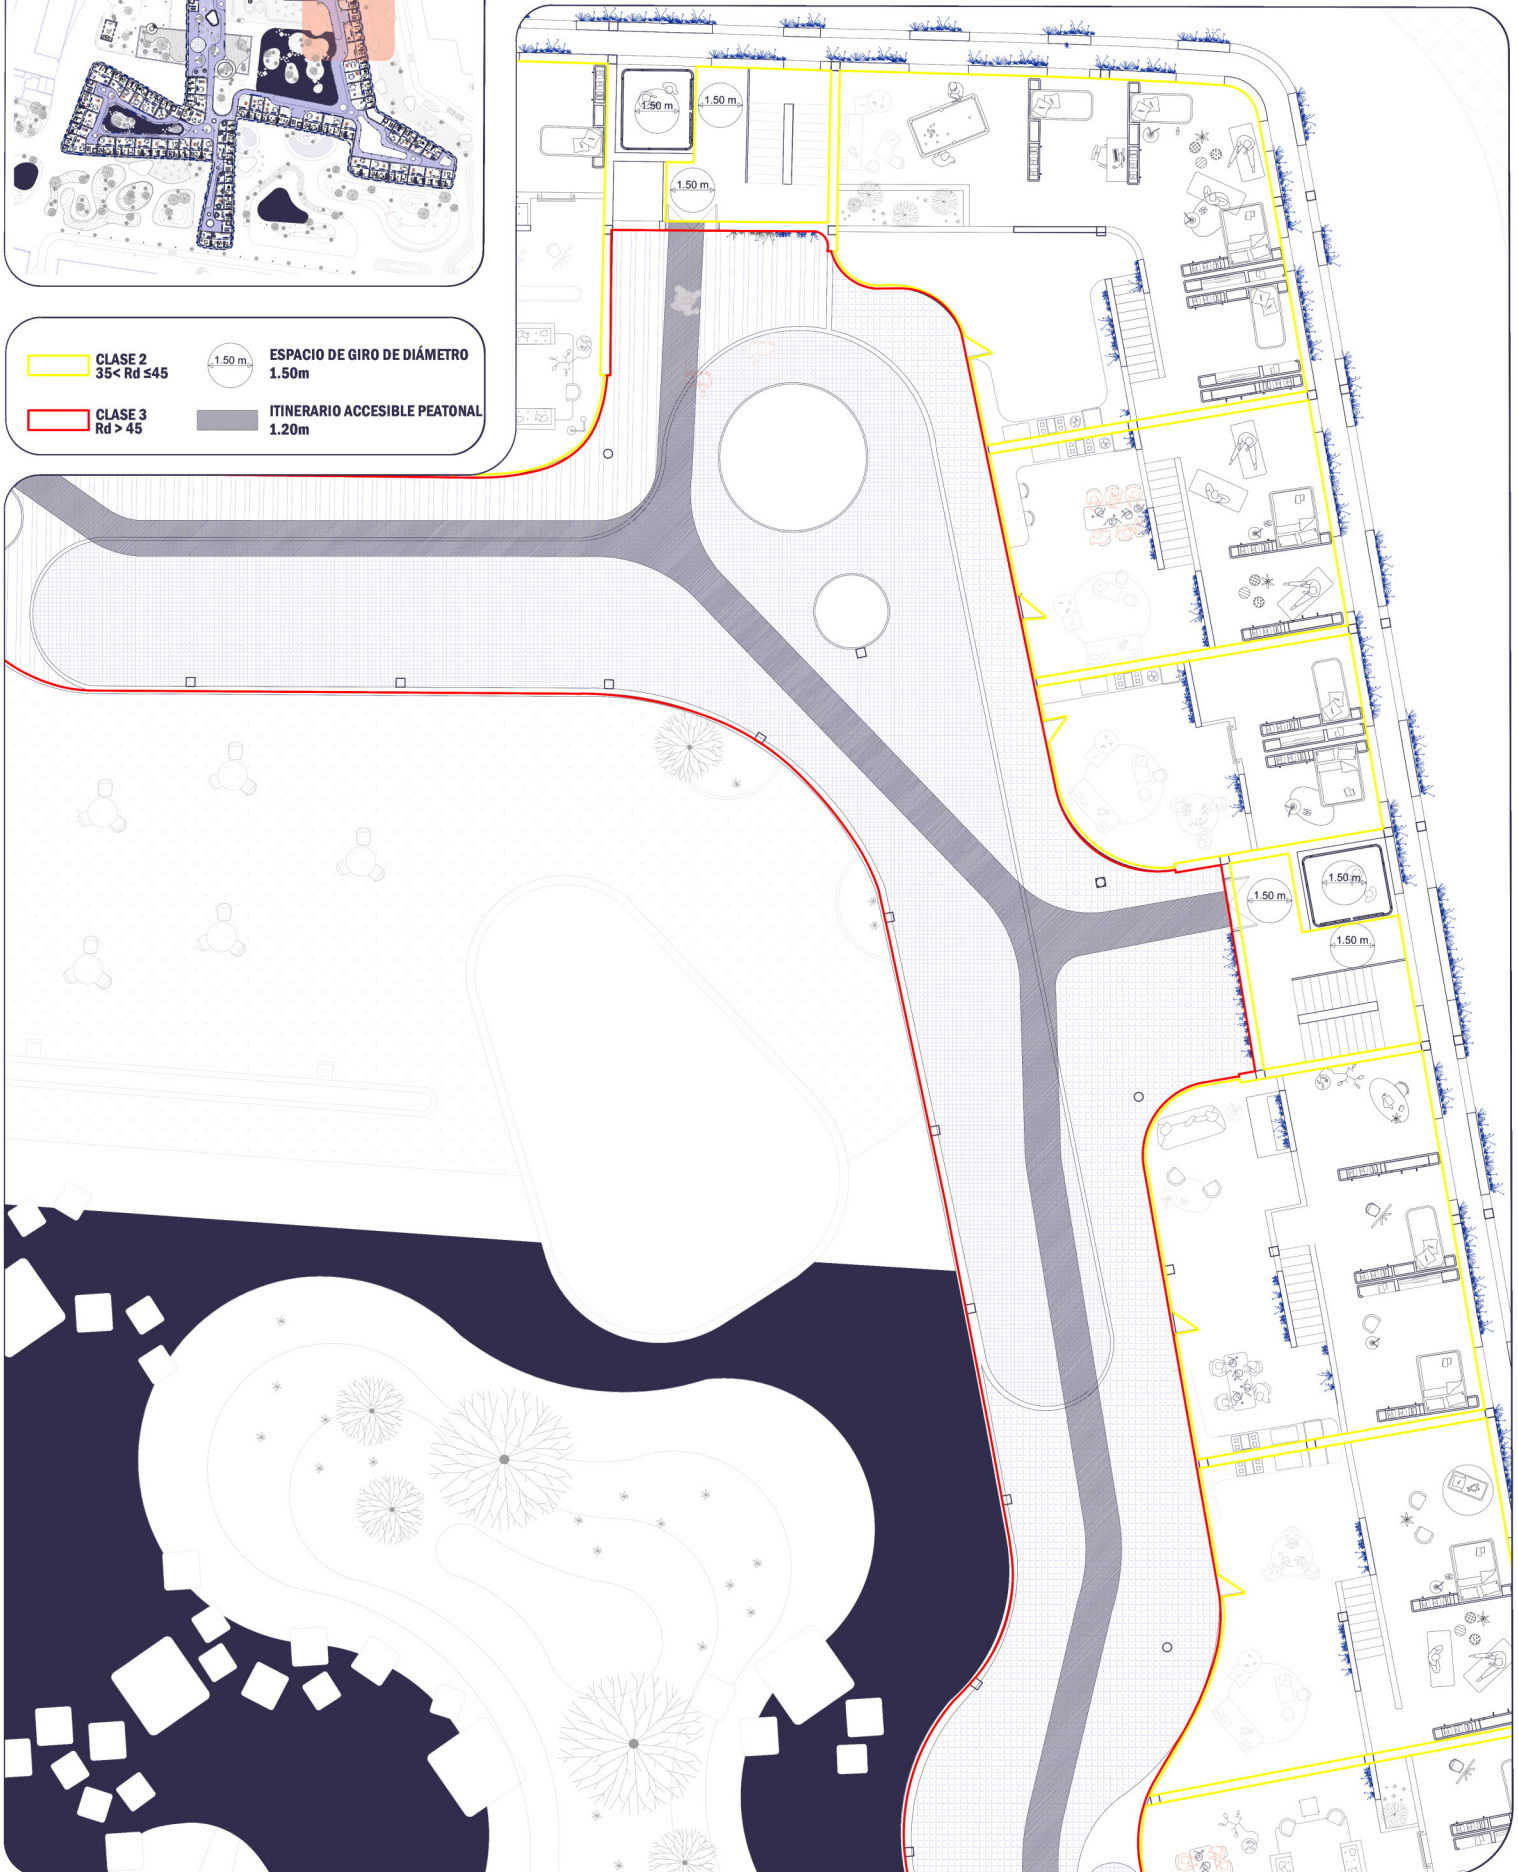 CLASE 2
35< Rd ≤45
1.50 m.
ESPACIO DE GIRO DE DIÁMETRO
1.50m
CLASE 3
Rd > 45
ITINERARIO ACCESIBLE PEATONAL
1.20m
1.50 m
1.50 m
1.50 m
1.50 m
1.50 m
1.50 m